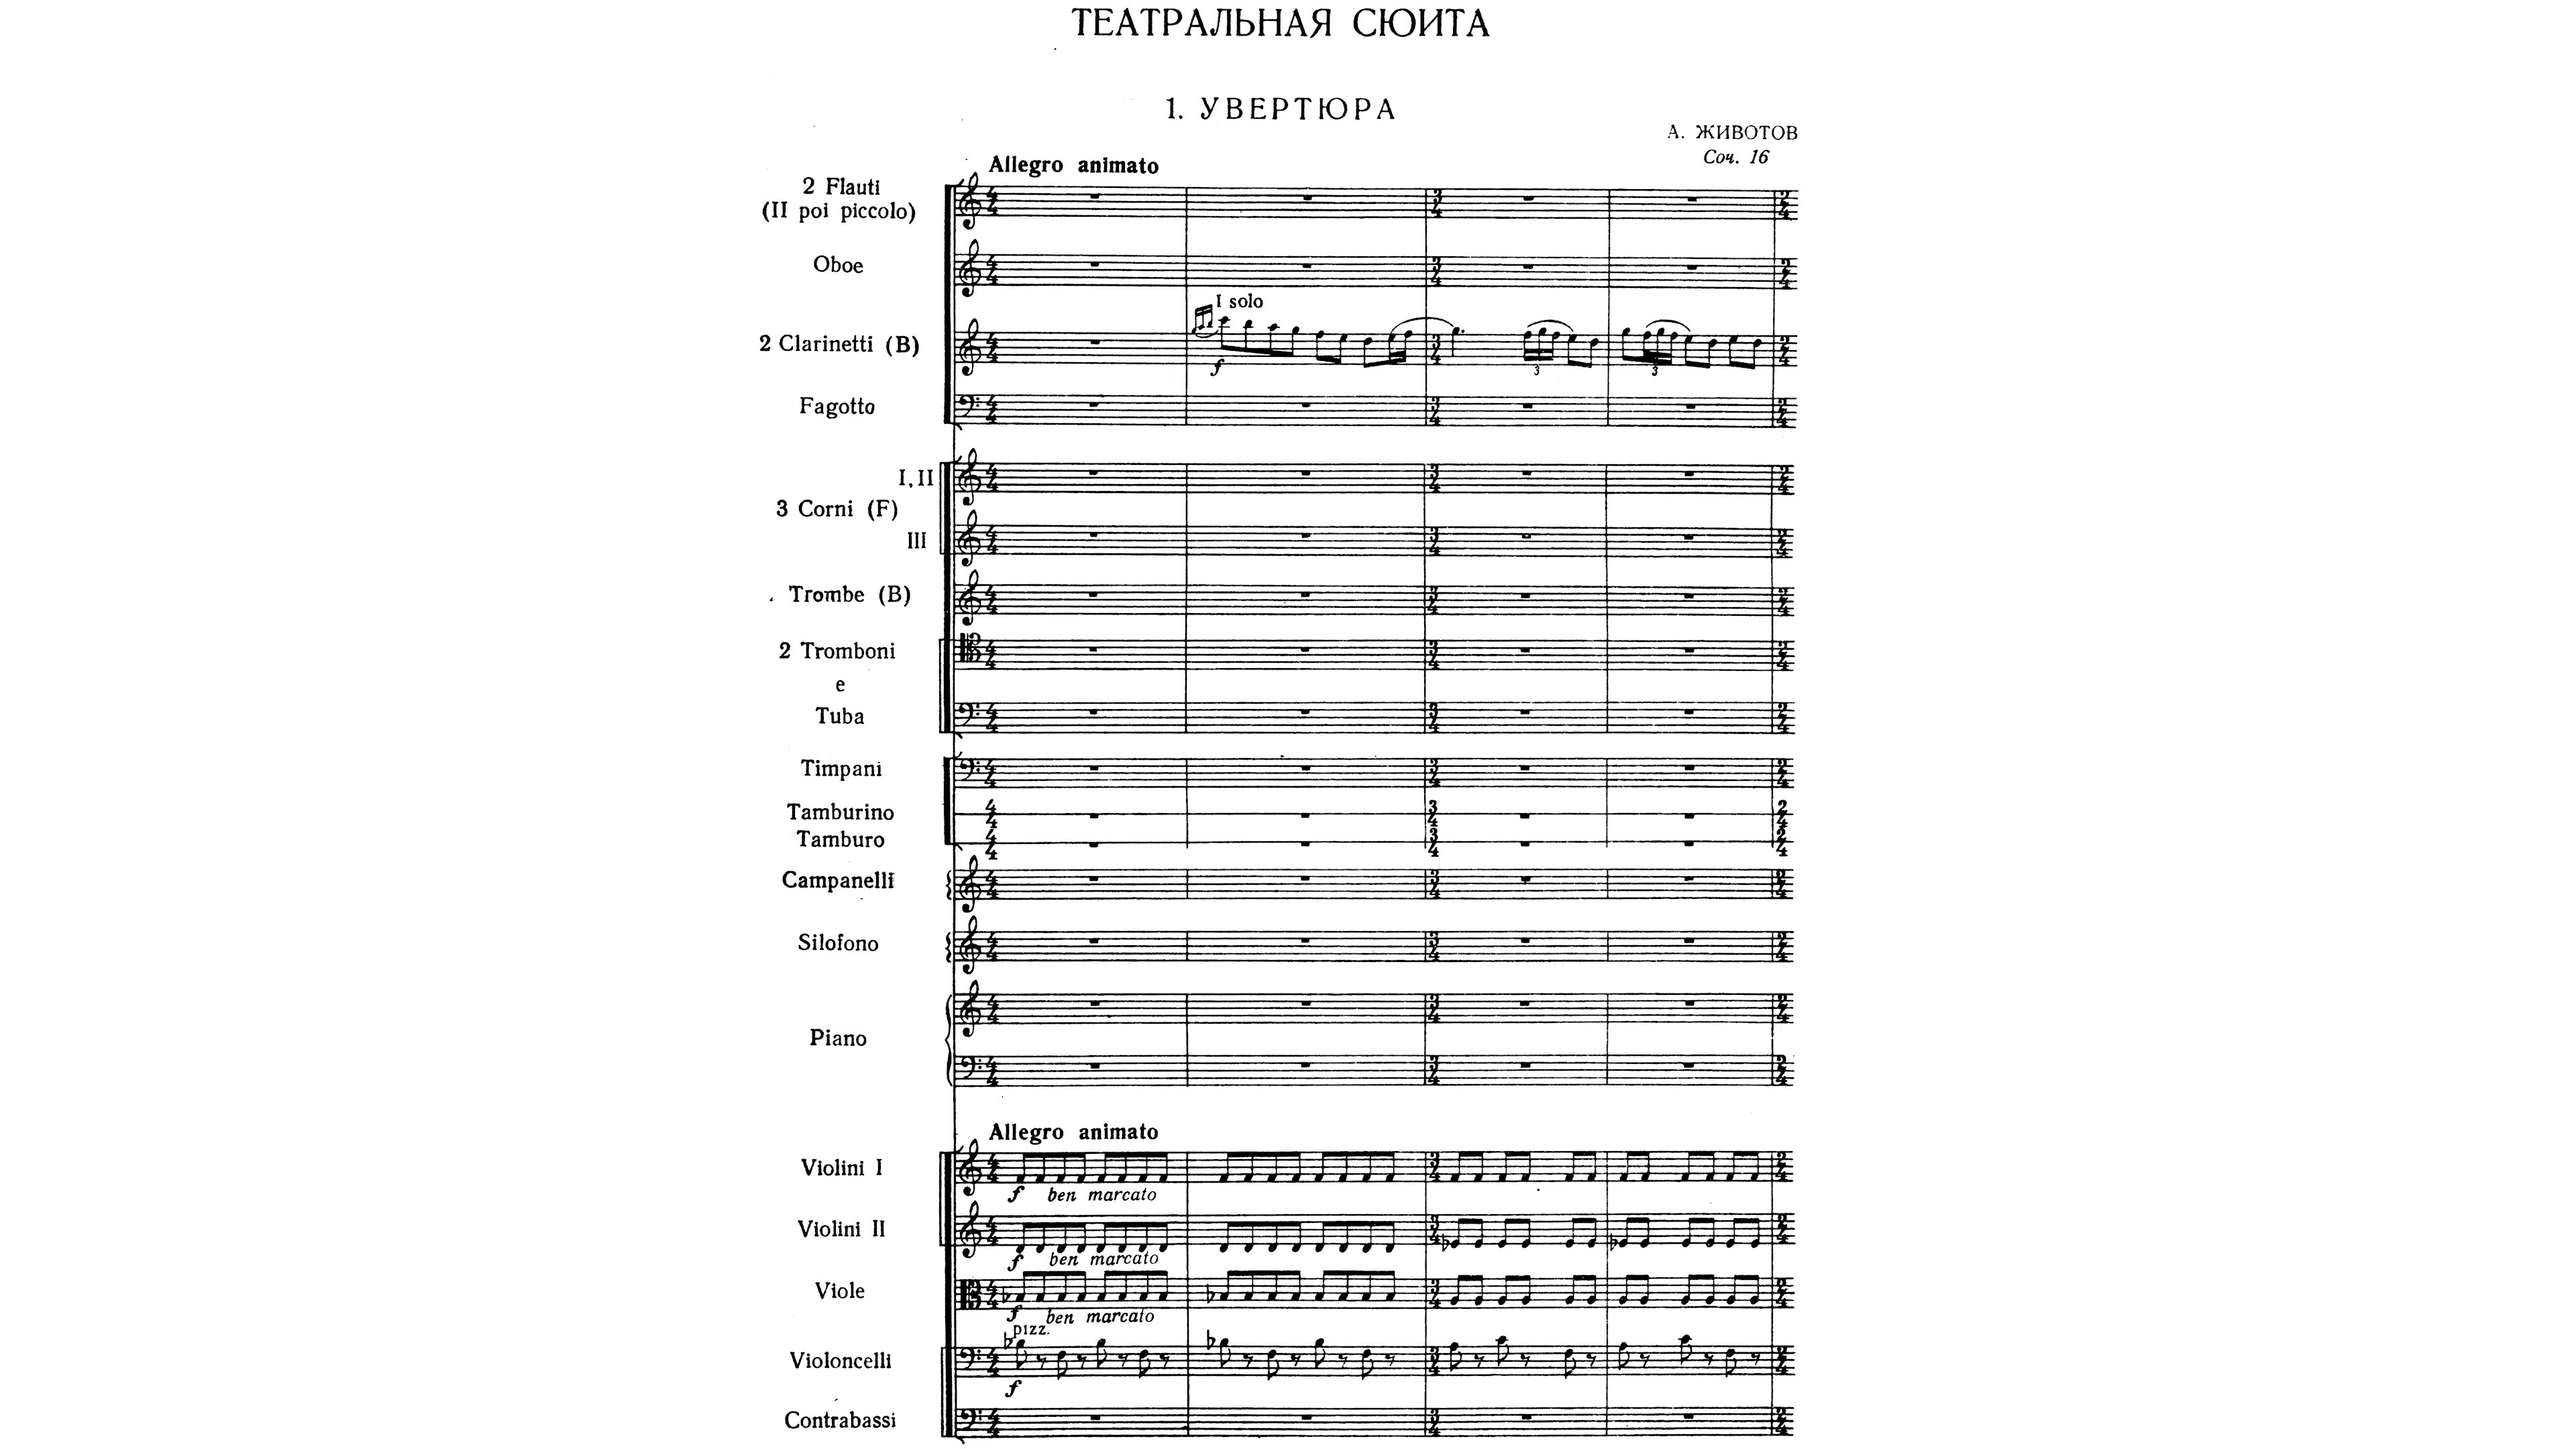 ТЕАТРАЛЬНАЯ СЮИТА
1. УВЕРТЮРА
А. ЖИВОТОВ
Соч. 16
Allegro animato
2 Flauti
(II poi piccolo)
Oboe
I solo
2 Clarinetti (B)
f
3
3
Fagotto
I, II
3 Corni (F)
III
Trombe (B)
2 Tromboni
e
Tuba
Timpani
Tamburino
Tamburo
Campanelli
Silofono
Piano
Allegro animato
Violini I
f ben marcato
Violini II
f ben marcato
Viole
f ben marcato
pizz.
Violoncelli
f
Contrabassi